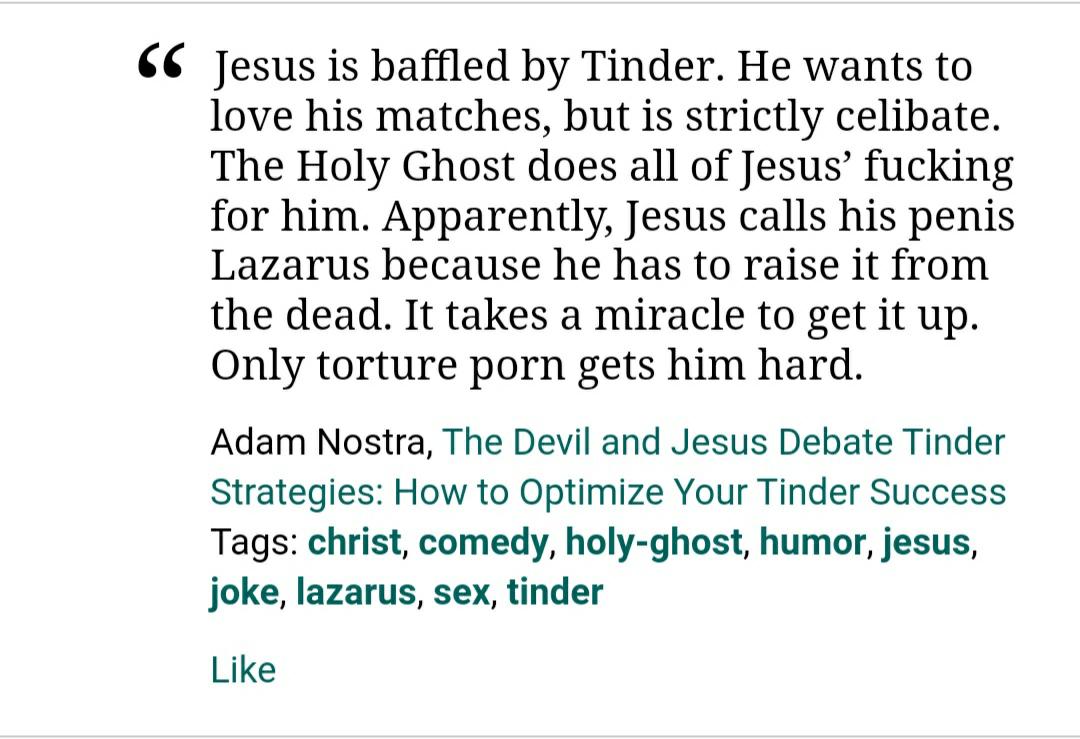 “ Jesus is baffled by Tinder. He wants to
love his matches, but is strictly celibate.
The Holy Ghost does all of Jesus’ fucking
for him. Apparently, Jesus calls his penis
Lazarus because he has to raise it from
the dead. It takes a miracle to get it up.
Only torture porn gets him hard.
Adam Nostra, The Devil and Jesus Debate Tinder
Strategies: How to Optimize Your Tinder Success
Tags: christ, comedy, holy-ghost, humor, jesus,
joke, lazarus, sex, tinder
Like